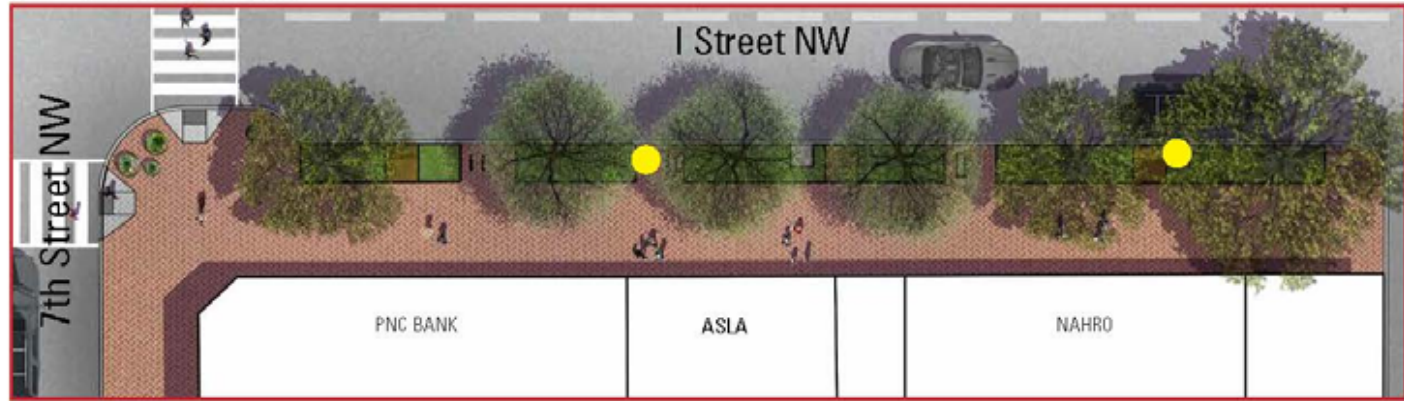 I Street NW
7th Street NW
PNC BANK
ASLA
NAHRO